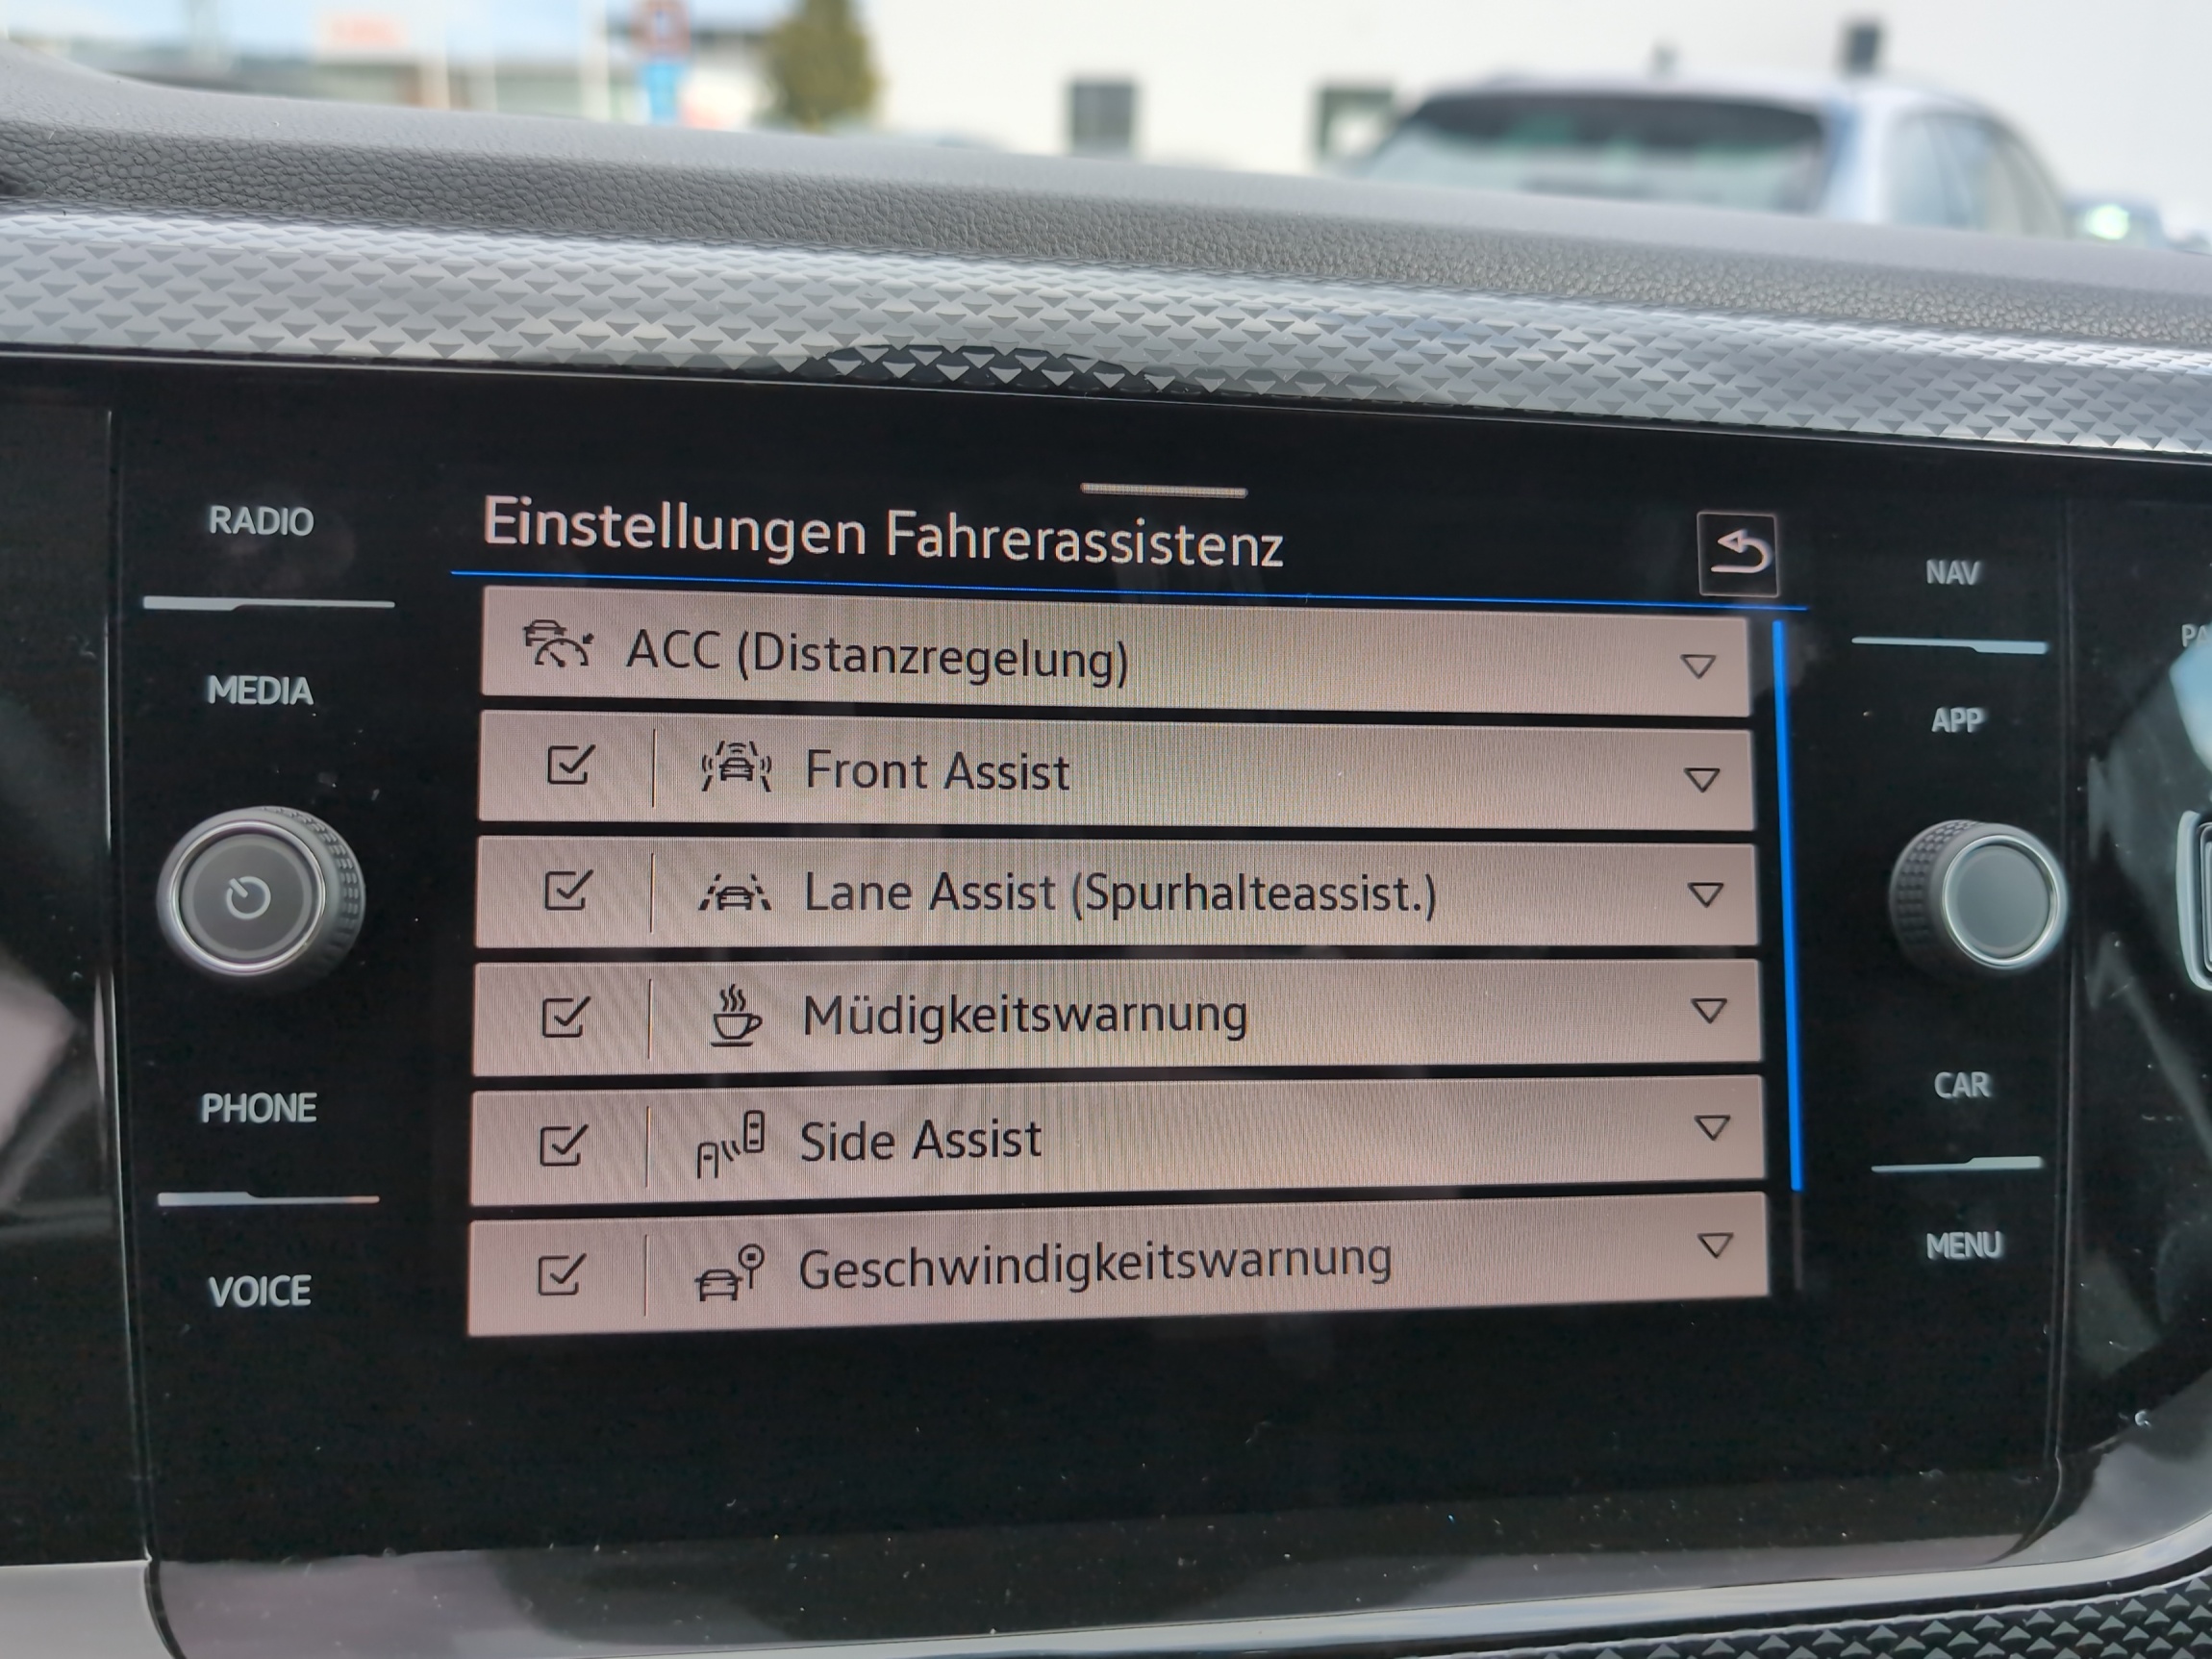 RADIO
MEDIA
PHONE
VOICE
Einstellungen Fahrerassistenz
ACC (Distanzregelung)
Front Assist
Lane Assist (Spurhalteassist.)
Müdigkeitswarnung
Side Assist
Geschwindigkeitswarnung
NAV
APP
CAR
MENU